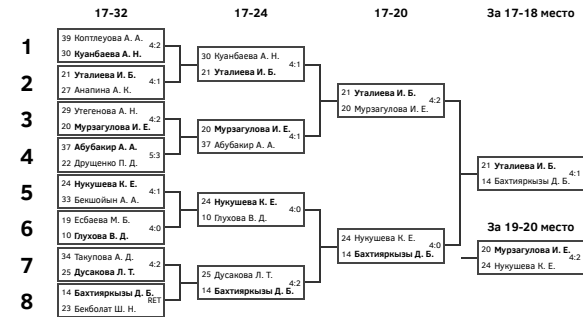 17-32
17-24
17-20
За 17-18 место
1
39 Коптлеуова А. А.
30 Куанбаева А. Н.
4:2
2
21 Уталиева И. Б.
27 Анапина А. К.
4:1
3
29 Утегенова А. Н.
20 Мурзагулова И. Е.
4:2
4
37 Абубакир А. А.
22 Друщенко П. Д.
5:3
5
24 Нукушева К. Е.
33 Бекшойын А. А.
4:1
6
19 Есбаева М. Б.
10 Глухова В. Д.
4:0
7
34 Такупова А. Д.
25 Дусакова Л. Т.
4:2
8
14 Бахтияркызы Д. Б.
23 Бекболат Ш. Н.
RET
30 Куанбаева А. Н.
21 Уталиева И. Б.
4:1
20 Мурзагулова И. Е.
37 Абубакир А. А.
4:1
24 Нукушева К. Е.
10 Глухова В. Д.
4:0
25 Дусакова Л. Т.
14 Бахтияркызы Д. Б.
4:2
21 Уталиева И. Б.
20 Мурзагулова И. Е.
4:2
24 Нукушева К. Е.
14 Бахтияркызы Д. Б.
4:0
21 Уталиева И. Б.
14 Бахтияркызы Д. Б.
4:1
За 19-20 место
20 Мурзагулова И. Е.
24 Нукушева К. Е.
4:2